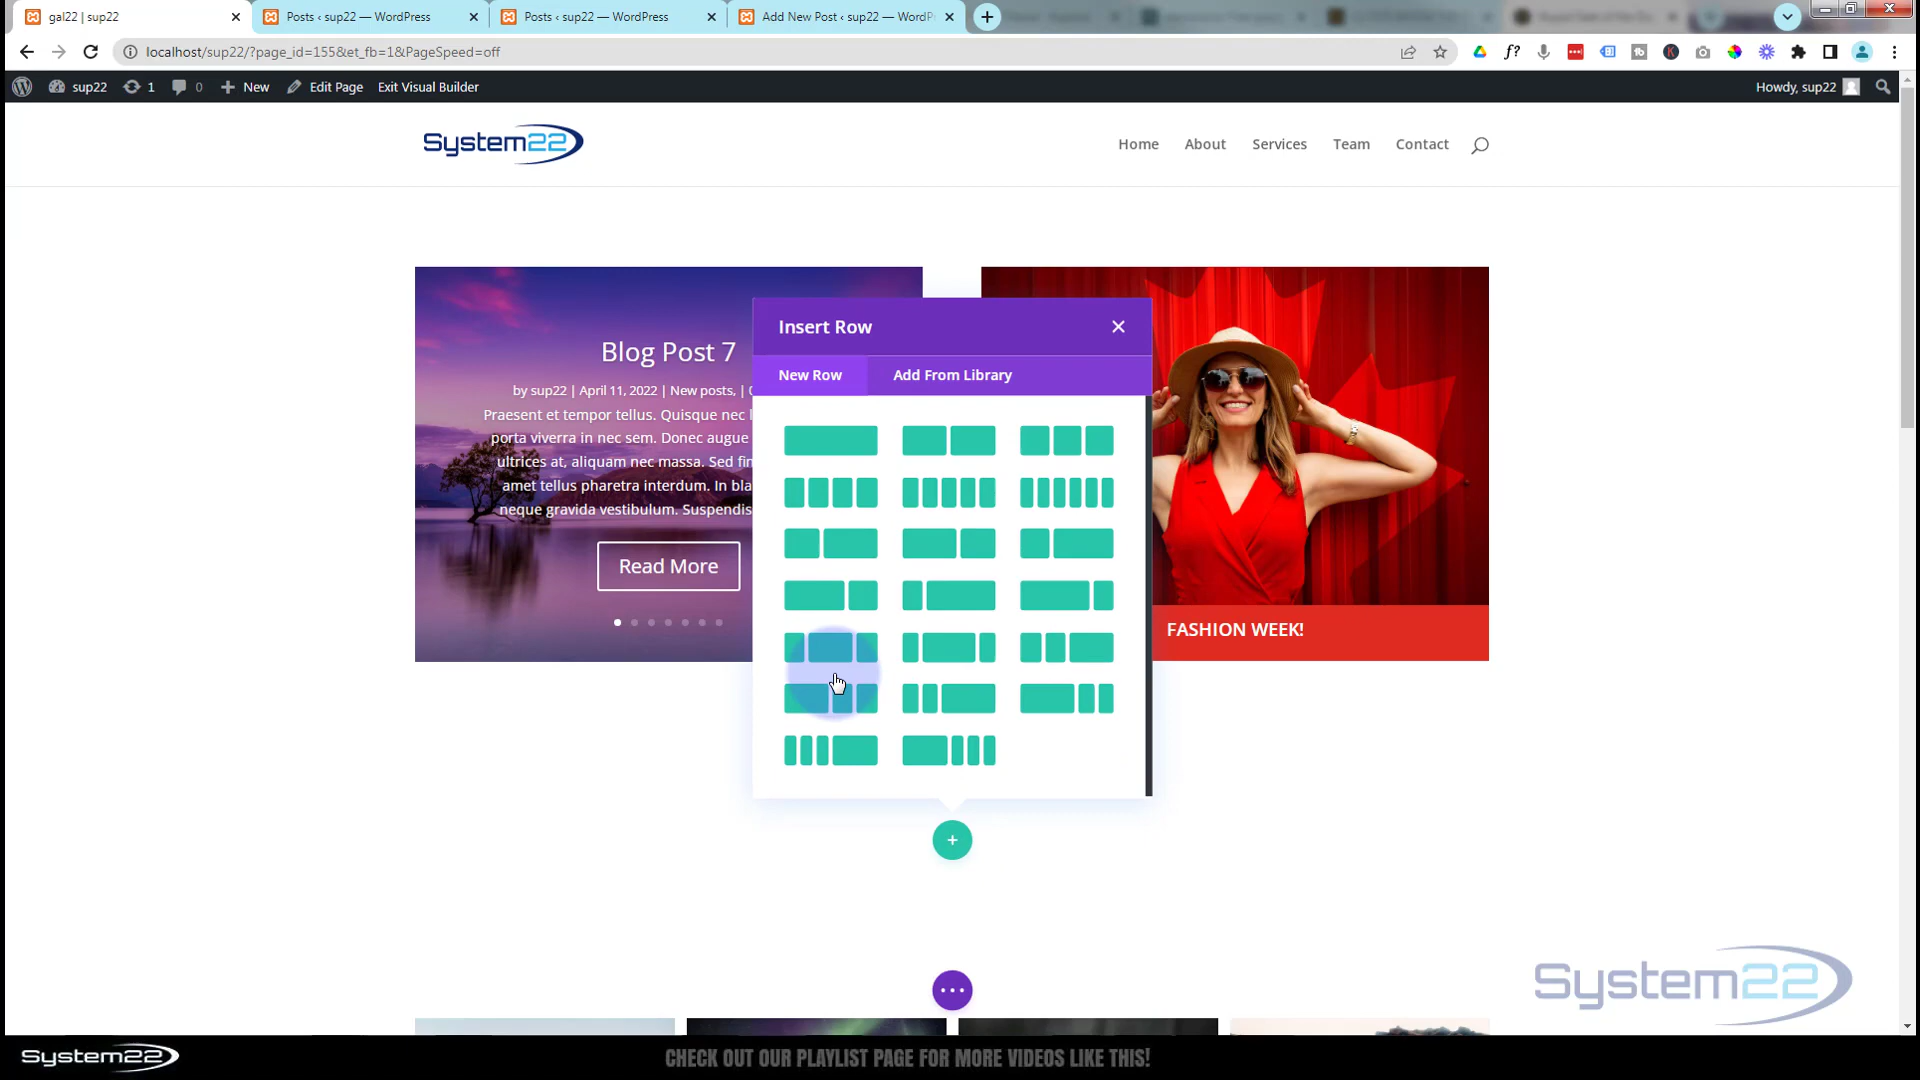 gal22 | sup22
Posts ‹ sup22 — WordPress
Posts ‹ sup22 — WordPress
Add New Post ‹ sup22 — WordP
localhost/sup22/?page_id=155&et_fb=1&PageSpeed=off
sup22
1
0
New
Edit Page
Exit Visual Builder
Howdy, sup22
System22
Home
About
Services
Team
Contact
Insert Row
New Row
Add From Library
Blog Post 7
by sup22 | April 11, 2022 | New posts, |
Praesent et tempor tellus. Quisque nec
porta viverra in nec sem. Donec augue
ultrices at, aliquam nec massa. Sed
amet tellus pharetra interdum. In
neque gravida vestibulum.
Read More
FASHION WEEK!
System22
System22
CHECK OUT OUR PLAYLIST PAGE FOR MORE VIDEOS LIKE THIS!